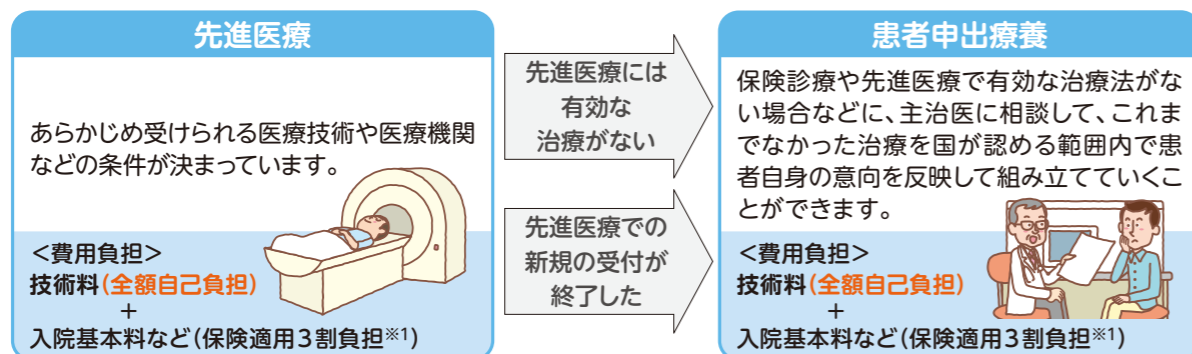 先進医療
あらかじめ受けられる医療技術や医療機関
などの条件が決まっています。
＜費用負担＞
技術料(全額自己負担)
＋
入院基本料など(保険適用3割負担※1)
先進医療には
有効な
治療がない
先進医療での
新規の受付が
終了した
患者申出療養
保険診療や先進医療で有効な治療法がな
い場合などに、主治医に相談して、これま
でなかった治療を国が認める範囲内で患
者自身の意向を反映して組み立てていくこ
とができます。
＜費用負担＞
技術料(全額自己負担)
＋
入院基本料など(保険適用3割負担※1)